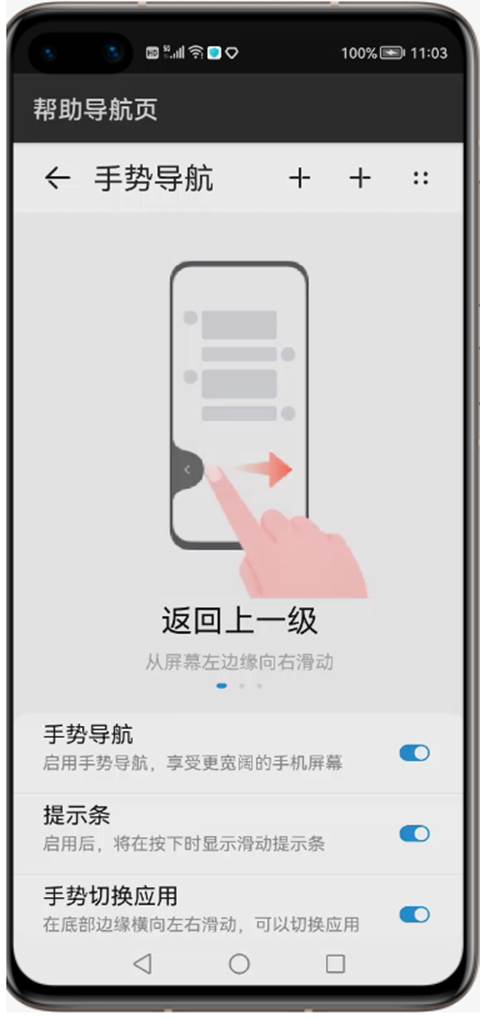 HD 5G 100% 11:03
帮助导航页
手势导航
返回上一级
从屏幕左边缘向右滑动
手势导航
启用手势导航，享受更宽阔的手机屏幕
提示条
启用后，将在按下时显示滑动提示条
手势切换应用
在底部边缘横向左右滑动，可以切换应用